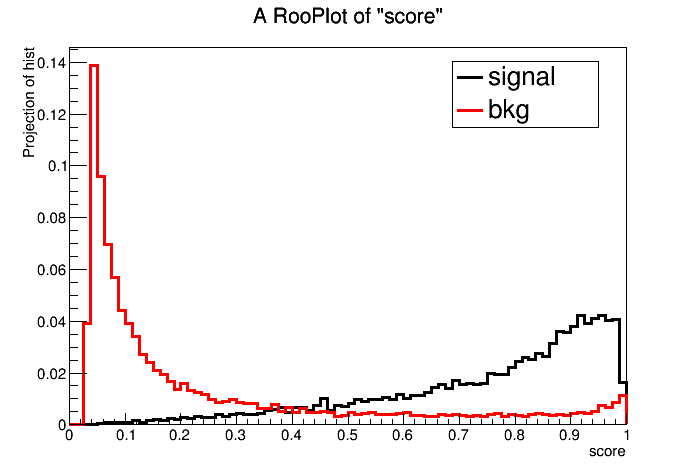 A RooPlot of "score"
Projection of hist
0.14
0.12
0.1
0.08
0.06
0.04
0.02
0
signal
bkg
0 0.1 0.2 0.3 0.4 0.5 0.6 0.7 0.8 0.9 1
score